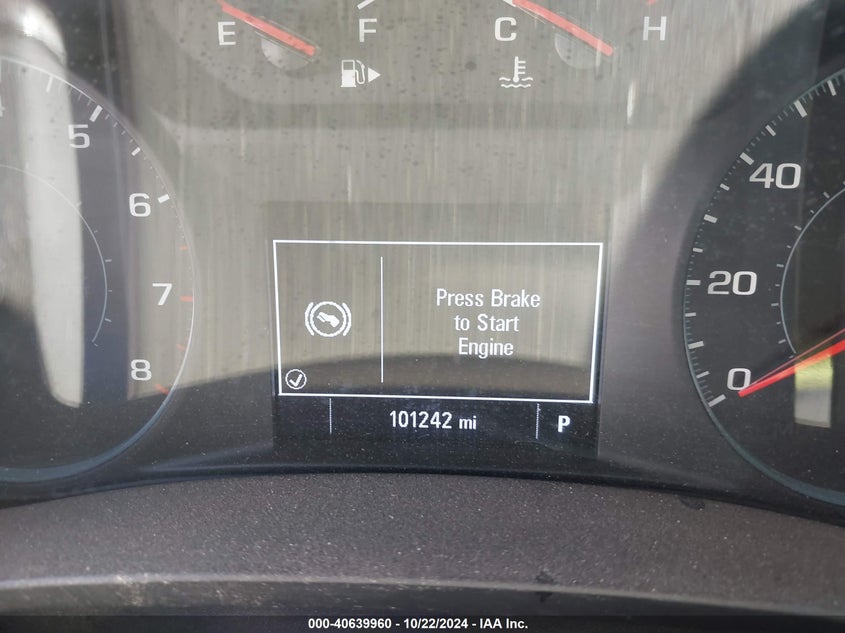 E F C H
4
5
6
7
8
40
20
0
Press Brake
to Start
Engine
101242 mi P
000-40639960 - 10/22/2024 - IAA Inc.